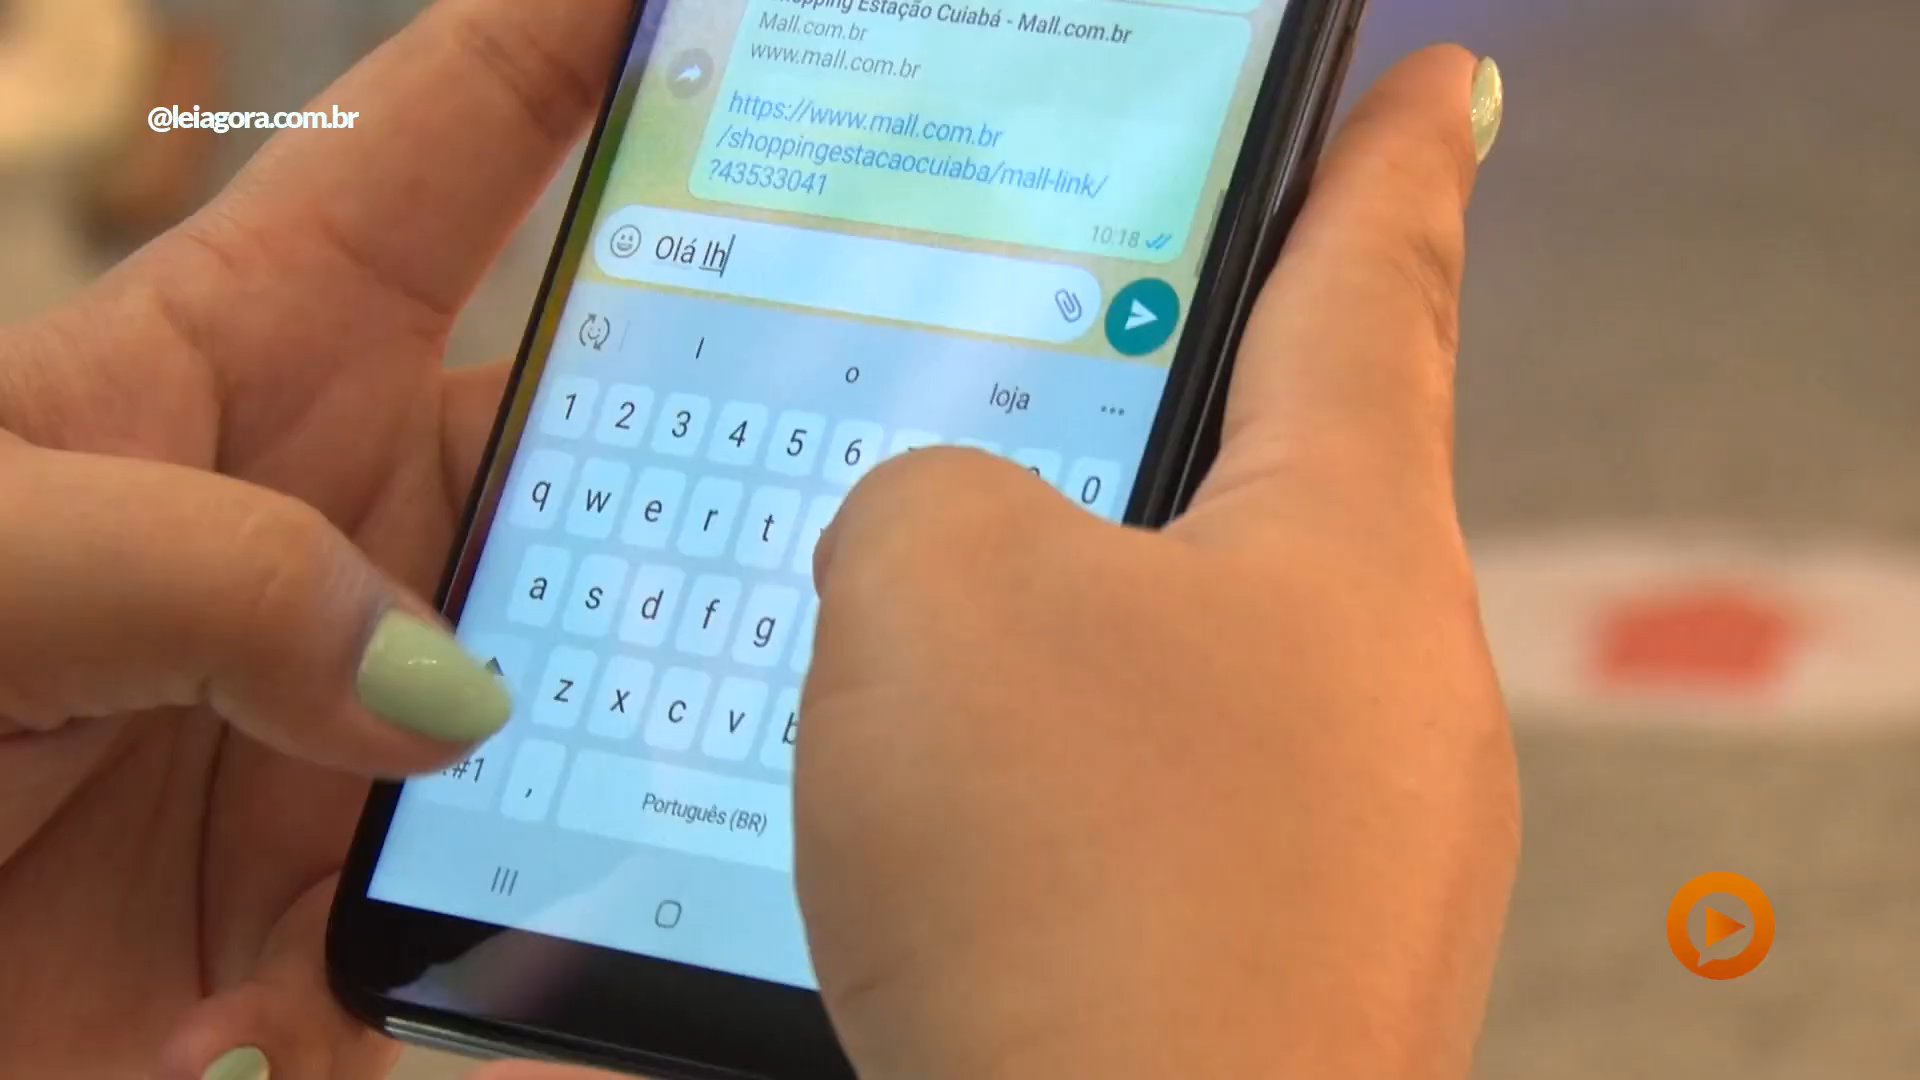 @leiagora.com.br
Shopping Estação Cuiabá - Mall.com.br
Mall.com.br
www.mall.com.br
https://www.mall.com.br
/shoppingestacaocuiaba/mall-link/
?43533041
10:18
Olá lh
l o loja
1 2 3 4 5 6 0
q w e r t
a s d f g
z x c v b
!#1 , Português (BR)